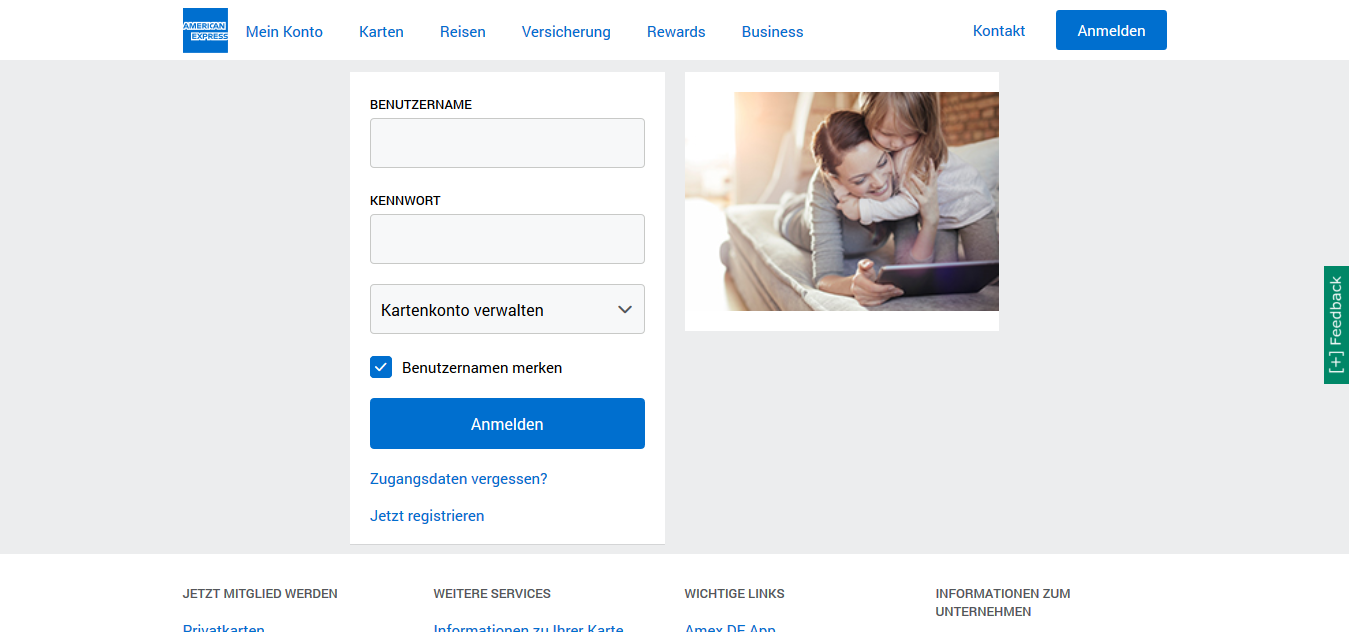 AMERICAN
EXPRESS
Mein Konto
Karten
Reisen
Versicherung
Rewards
Business
Kontakt
Anmelden
BENUTZERNAME
KENNWORT
Kartenkonto verwalten
Benutzernamen merken
Anmelden
Zugangsdaten vergessen?
Jetzt registrieren
[+] Feedback
JETZT MITGLIED WERDEN
Privatkarten
WEITERE SERVICES
Informationen zu Ihrer Karte
WICHTIGE LINKS
Amex DE App
INFORMATIONEN ZUM
UNTERNEHMEN